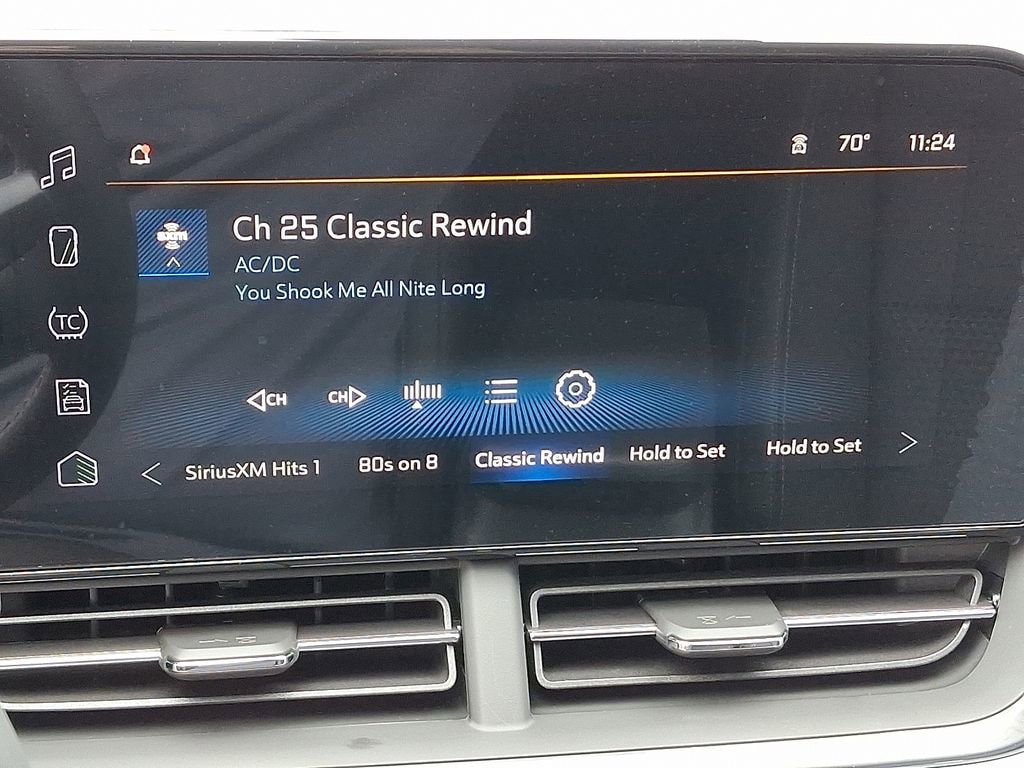 70° 11:24
sxm
Ch 25 Classic Rewind
AC/DC
You Shook Me All Nite Long
TC
CH CH
SiriusXM Hits 1 80s on 8 Classic Rewind Hold to Set Hold to Set